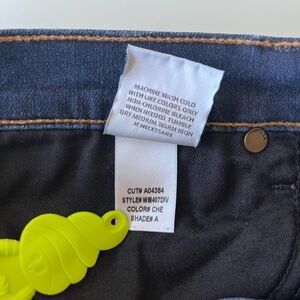 MACHINE WASH COLD
WITH LIKE COLORS. ONLY
NON-CHLORINE BLEACH
WHEN NEEDED. TUMBLE
DRY MEDIUM. WARM IRON
IF NECESSARY.
CUT# A04384
STYLE# WM407DIV
COLOR# CHE
SHADE# A